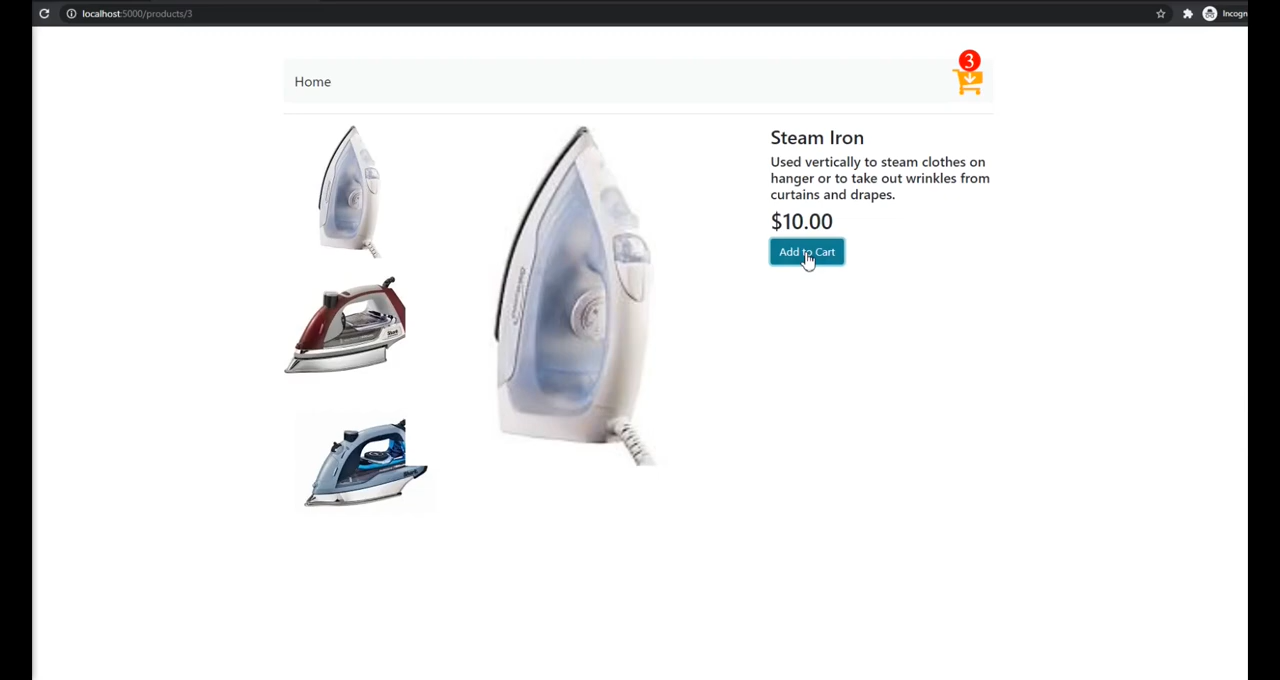 localhost:5000/products/3
Incogn
3
Home
Steam Iron
Used vertically to steam clothes on
hanger or to take out wrinkles from
curtains and drapes.
$10.00
Add to Cart